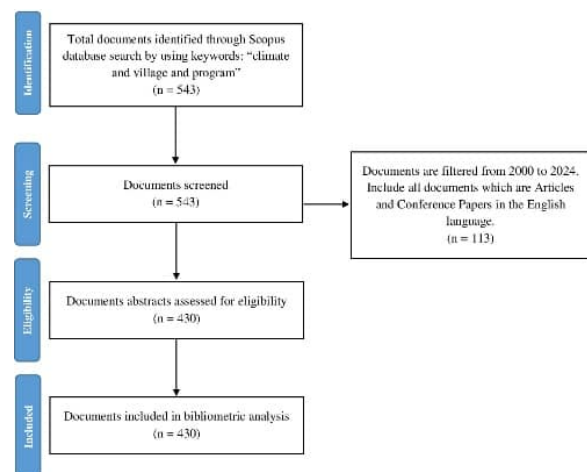 Identification
Total documents identified through Scopus
database search by using keywords: "climate
and village and program"
(n = 543)
Screening
Documents screened
(n = 543)
Documents are filtered from 2000 to 2024.
Include all documents which are Articles
and Conference Papers in the English
language.
(n = 113)
Eligibility
Documents abstracts assessed for eligibility
(n = 430)
Included
Documents included in bibliometric analysis
(n = 430)